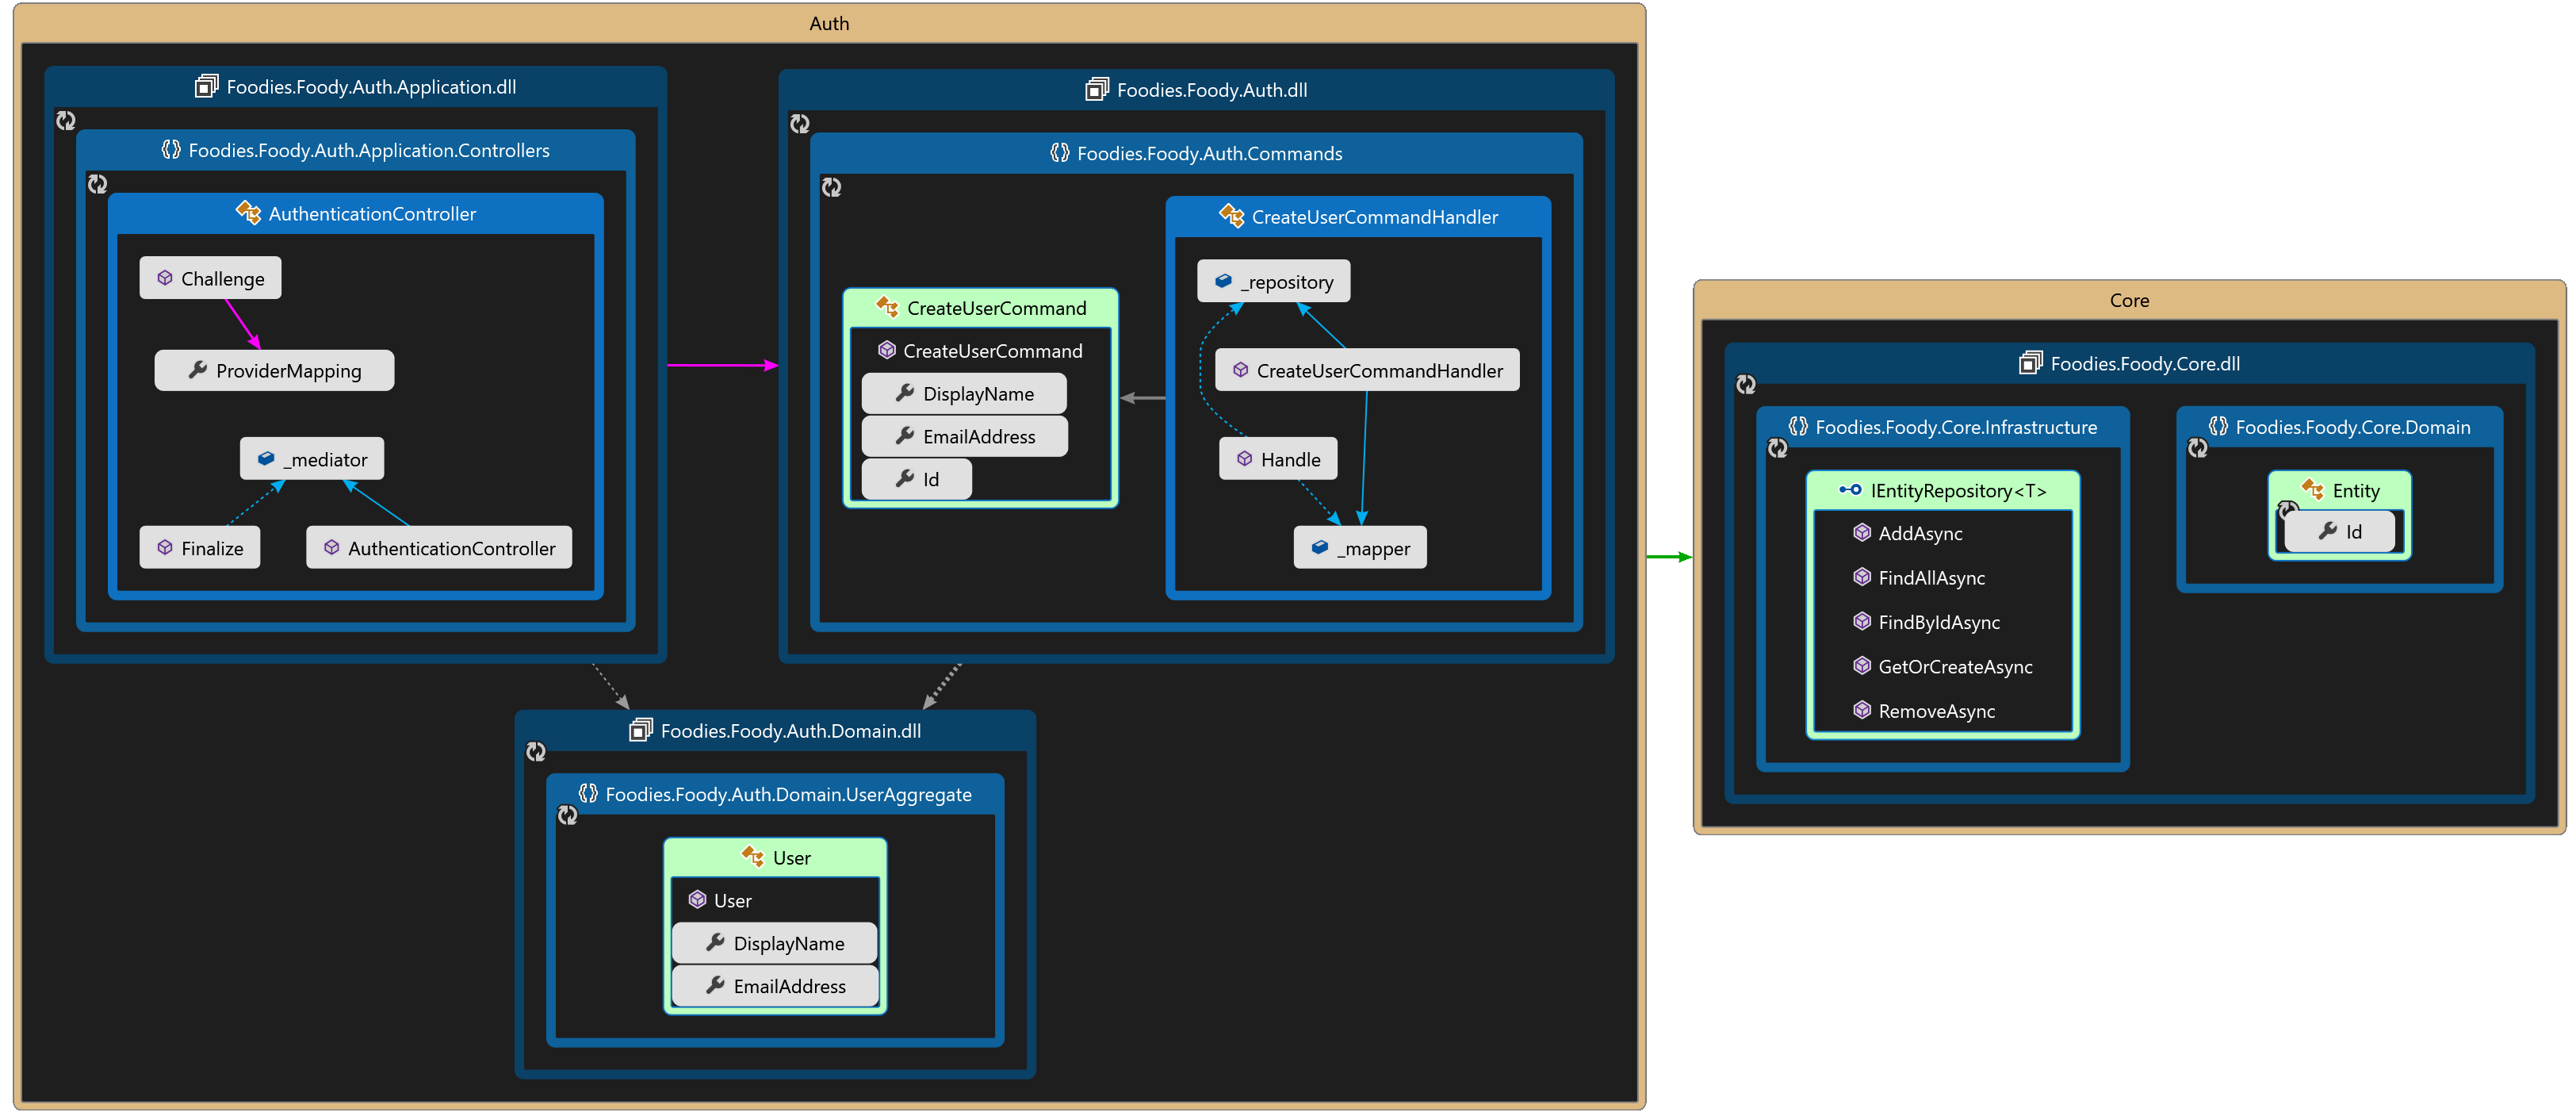 Auth
Foodies.Foody.Auth.Application.dll
Foodies.Foody.Auth.Application.Controllers
AuthenticationController
Challenge
ProviderMapping
_mediator
Finalize
AuthenticationController
Foodies.Foody.Auth.dll
Foodies.Foody.Auth.Commands
CreateUserCommand
CreateUserCommand
DisplayName
EmailAddress
Id
CreateUserCommandHandler
_repository
CreateUserCommandHandler
Handle
_mapper
Foodies.Foody.Auth.Domain.dll
Foodies.Foody.Auth.Domain.UserAggregate
User
User
DisplayName
EmailAddress
Core
Foodies.Foody.Core.dll
Foodies.Foody.Core.Infrastructure
IEntityRepository<T>
AddAsync
FindAllAsync
FindByIdAsync
GetOrCreateAsync
RemoveAsync
Foodies.Foody.Core.Domain
Entity
Id